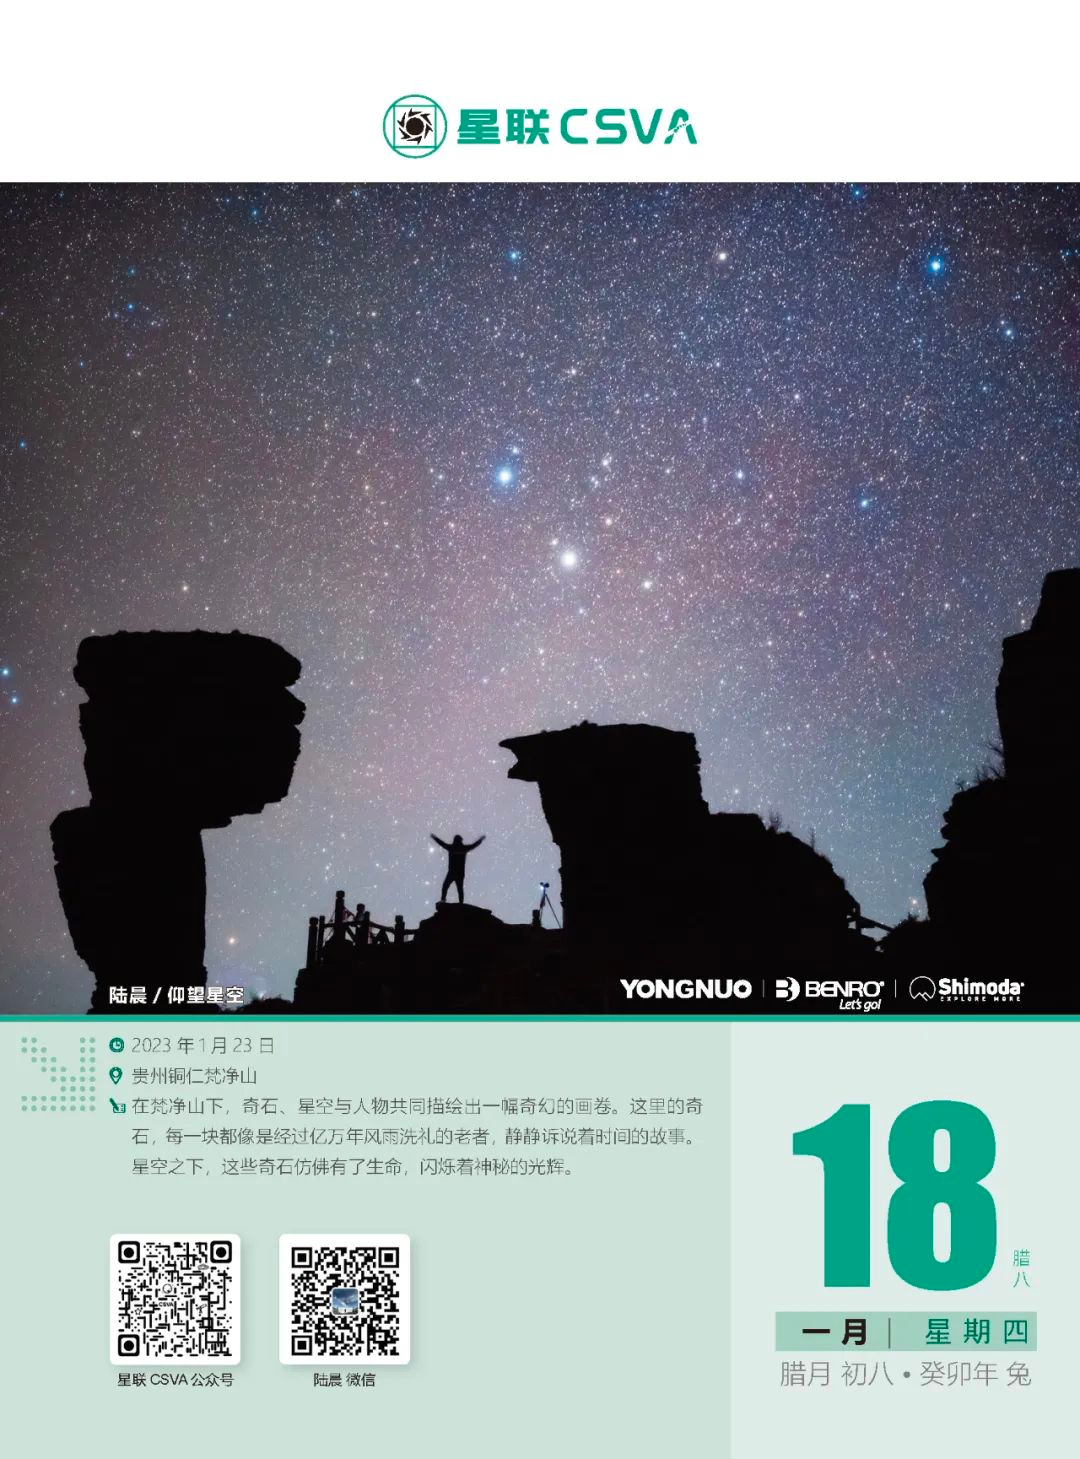 星联CSVA
陆晨 / 仰望星空
YONGNUO | BENRO Let's go! | Shimoda EXPLORE MORE
2023 年 1 月 23 日
贵州铜仁梵净山
在梵净山下，奇石、星空与人物共同描绘出一幅奇幻的画卷。这里的奇
石，每一块都像是经过亿万年风雨洗礼的老者，静静诉说着时间的故事。
星空之下，这些奇石仿佛有了生命，闪烁着神秘的光辉。
星联 CSVA 公众号
陆晨 微信
18
腊八
一月 | 星期四
腊月 初八 • 癸卯年 兔